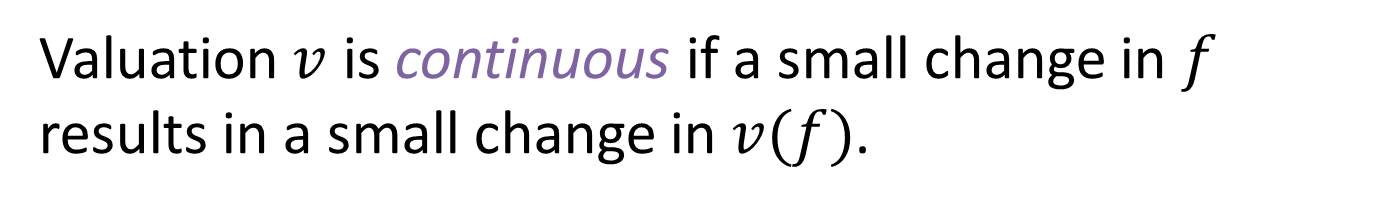 Valuation 𝑣 is continuous if a small change in 𝑓
results in a small change in 𝑣(𝑓).